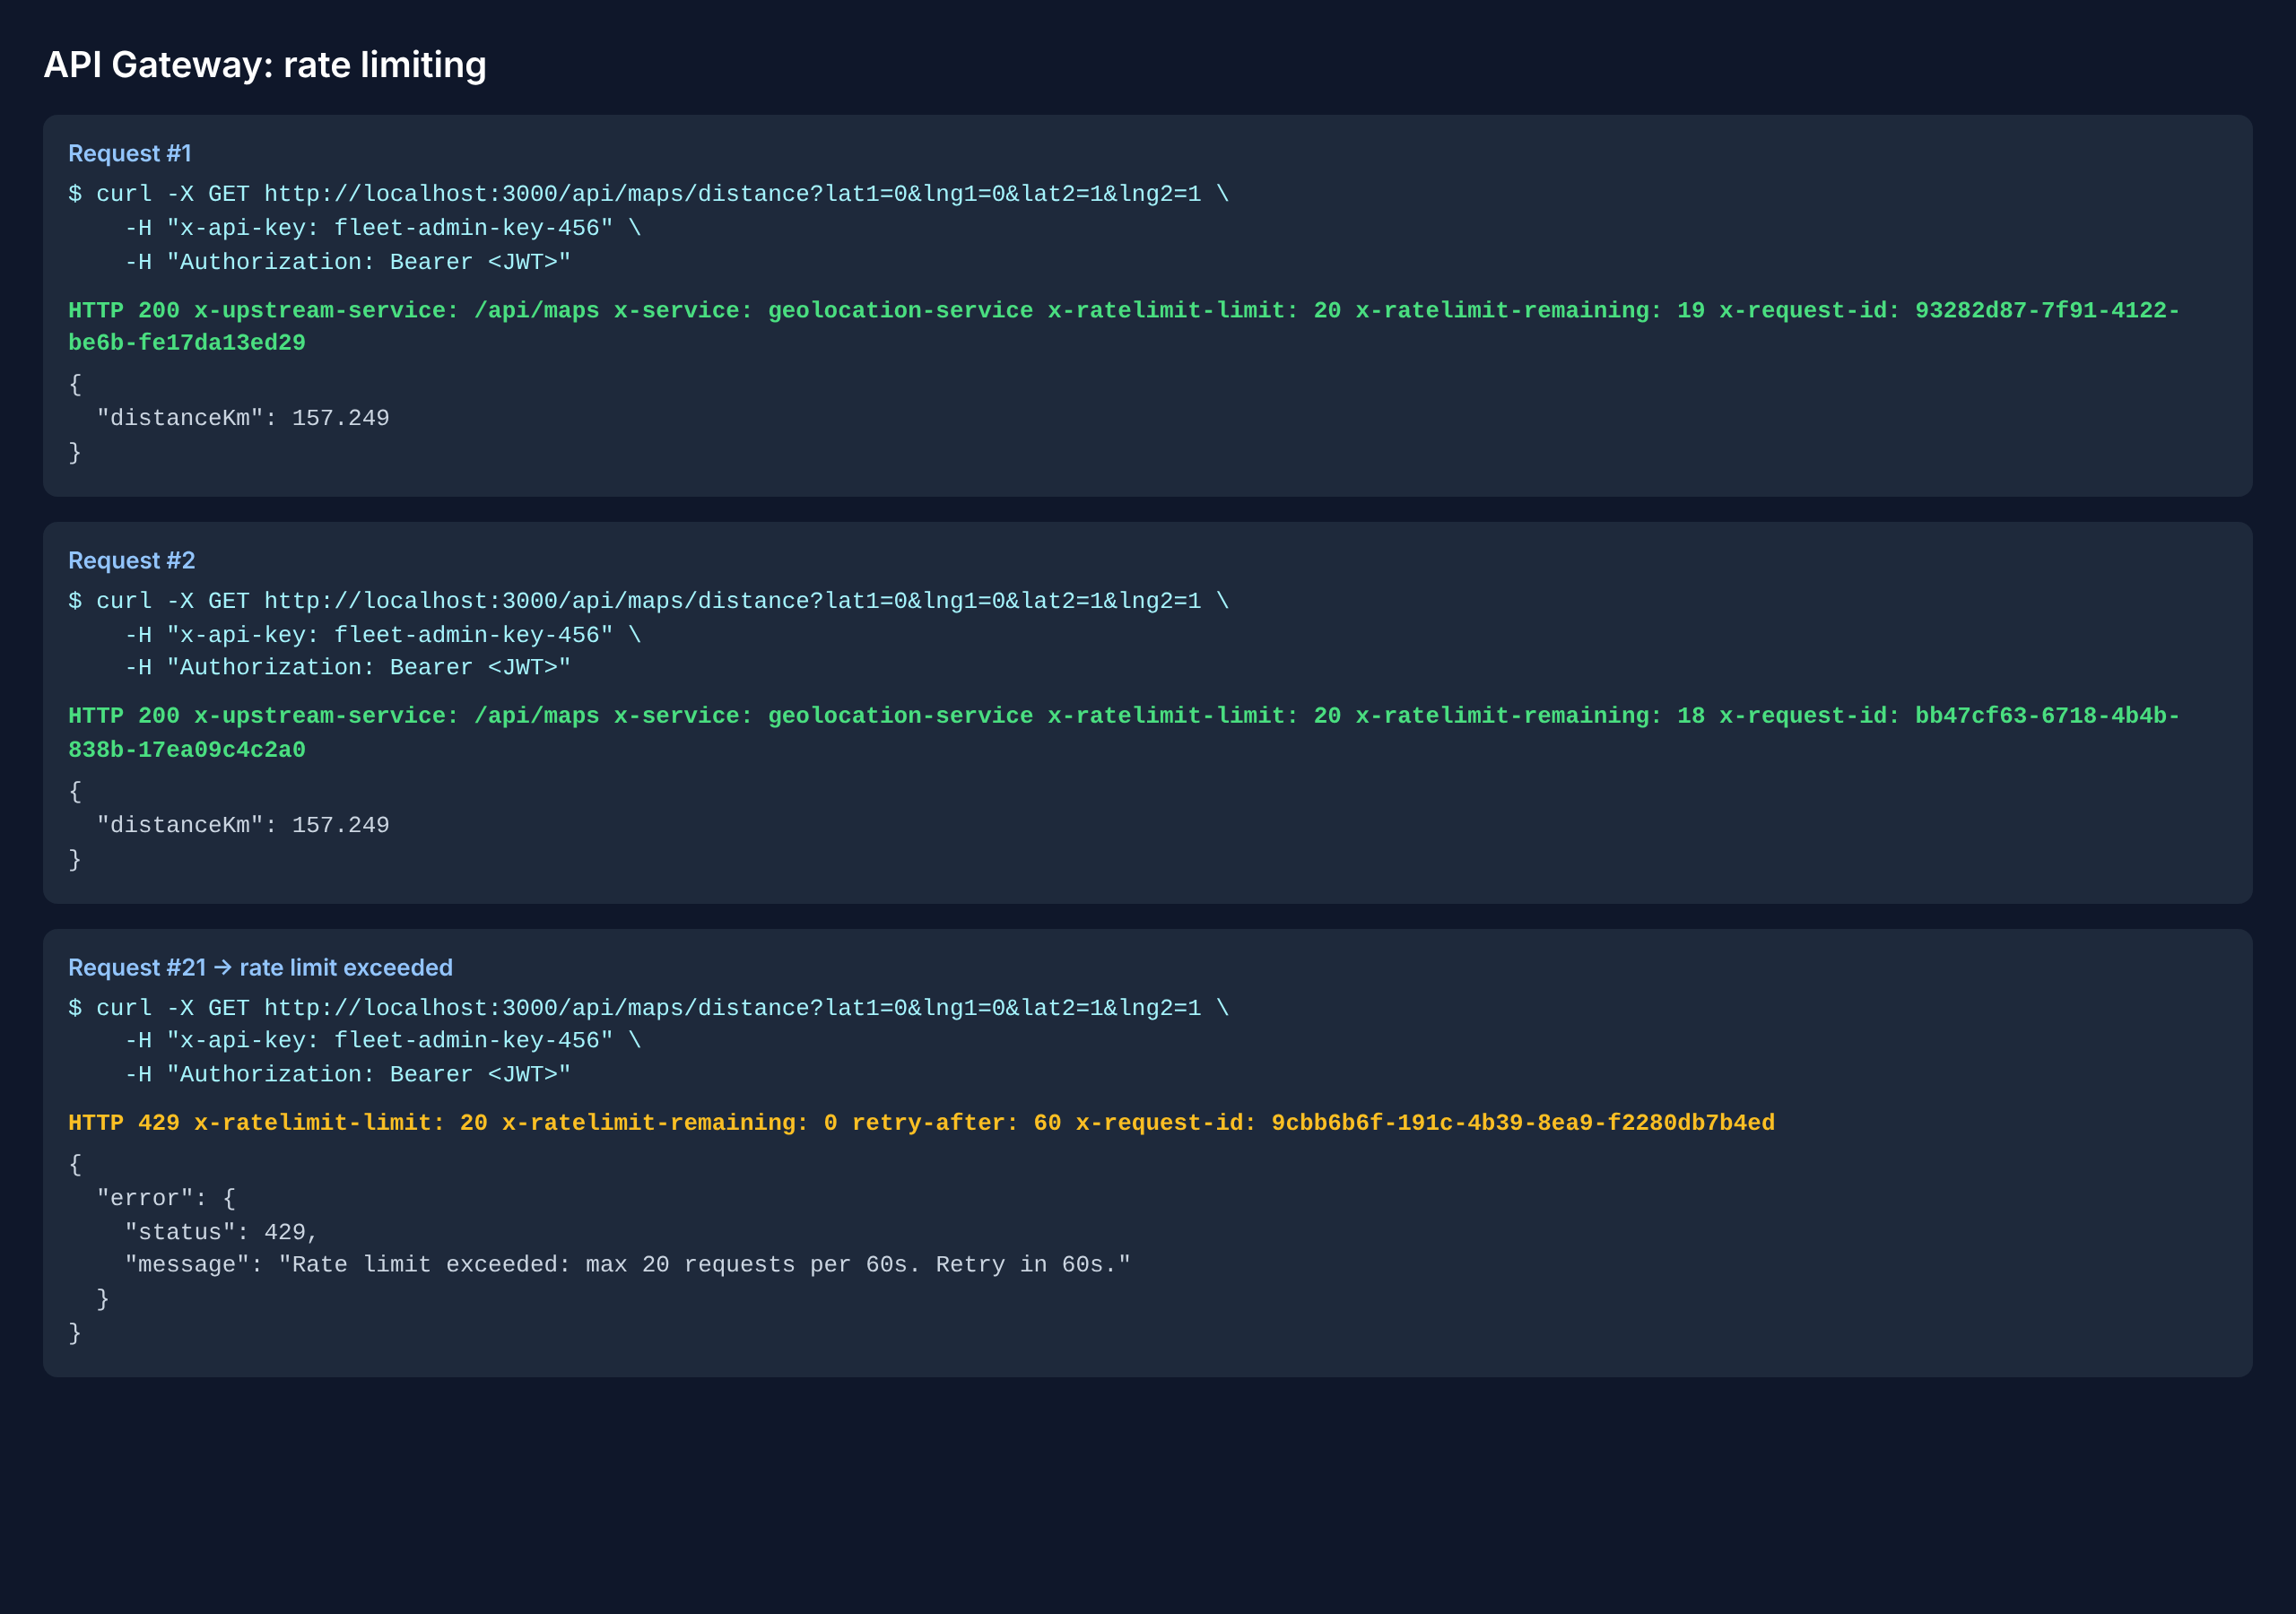 API Gateway: rate limiting
Request #1
$ curl -X GET http://localhost:3000/api/maps/distance?lat1=0&lng1=0&lat2=1&lng2=1 \
    -H "x-api-key: fleet-admin-key-456" \
    -H "Authorization: Bearer <JWT>"
HTTP 200 x-upstream-service: /api/maps x-service: geolocation-service x-ratelimit-limit: 20 x-ratelimit-remaining: 19 x-request-id: 93282d87-7f91-4122-
be6b-fe17da13ed29
{
  "distanceKm": 157.249
}
Request #2
$ curl -X GET http://localhost:3000/api/maps/distance?lat1=0&lng1=0&lat2=1&lng2=1 \
    -H "x-api-key: fleet-admin-key-456" \
    -H "Authorization: Bearer <JWT>"
HTTP 200 x-upstream-service: /api/maps x-service: geolocation-service x-ratelimit-limit: 20 x-ratelimit-remaining: 18 x-request-id: bb47cf63-6718-4b4b-
838b-17ea09c4c2a0
{
  "distanceKm": 157.249
}
Request #21 → rate limit exceeded
$ curl -X GET http://localhost:3000/api/maps/distance?lat1=0&lng1=0&lat2=1&lng2=1 \
    -H "x-api-key: fleet-admin-key-456" \
    -H "Authorization: Bearer <JWT>"
HTTP 429 x-ratelimit-limit: 20 x-ratelimit-remaining: 0 retry-after: 60 x-request-id: 9cbb6b6f-191c-4b39-8ea9-f2280db7b4ed
{
  "error": {
    "status": 429,
    "message": "Rate limit exceeded: max 20 requests per 60s. Retry in 60s."
  }
}